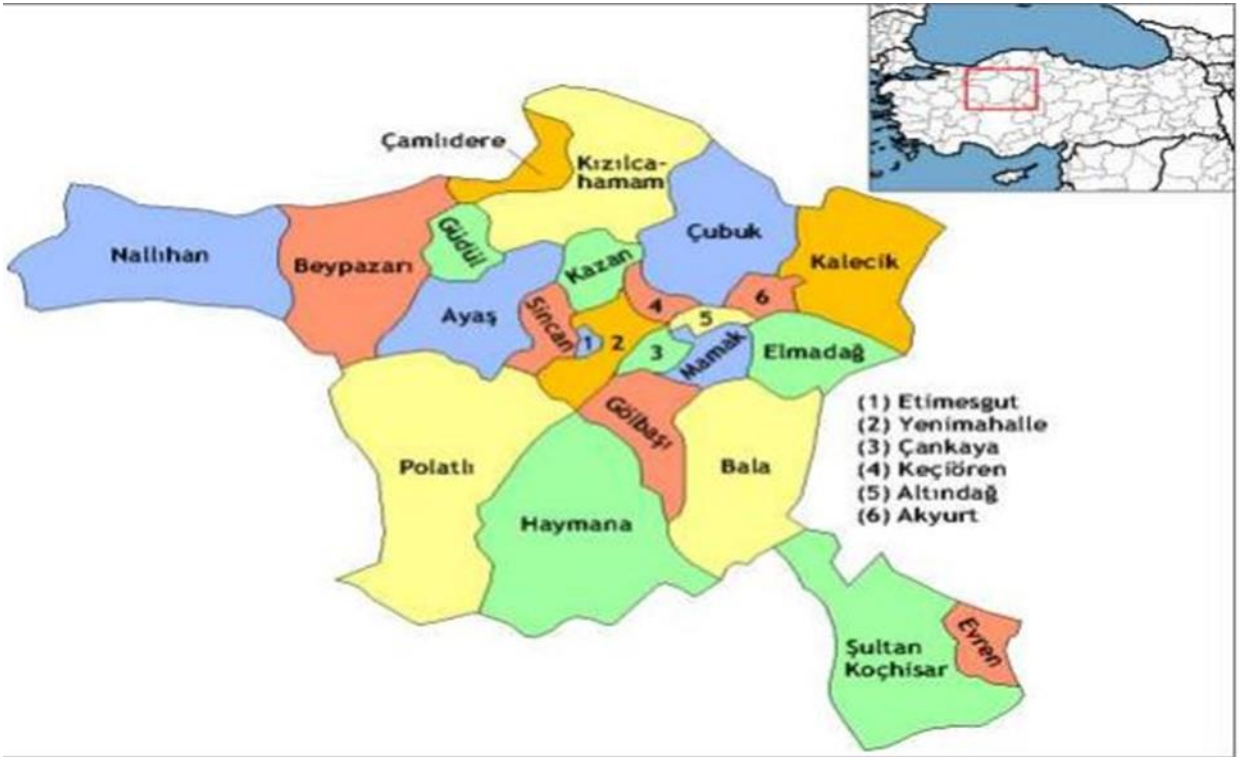 Çamlıdere
Kızılca-
hamam
Çubuk
Güdül
Nallıhan
Beypazarı
Kazan
Kalecik
Ayaş
Sincan
4
6
5
1
2
3
Mamak
Elmadağ
Gölbaşı
Polatlı
Bala
Haymana
(1) Etimesgut
(2) Yenimahalle
(3) Çankaya
(4) Keçiören
(5) Altındağ
(6) Akyurt
Şultan
Koçhisar
Evren